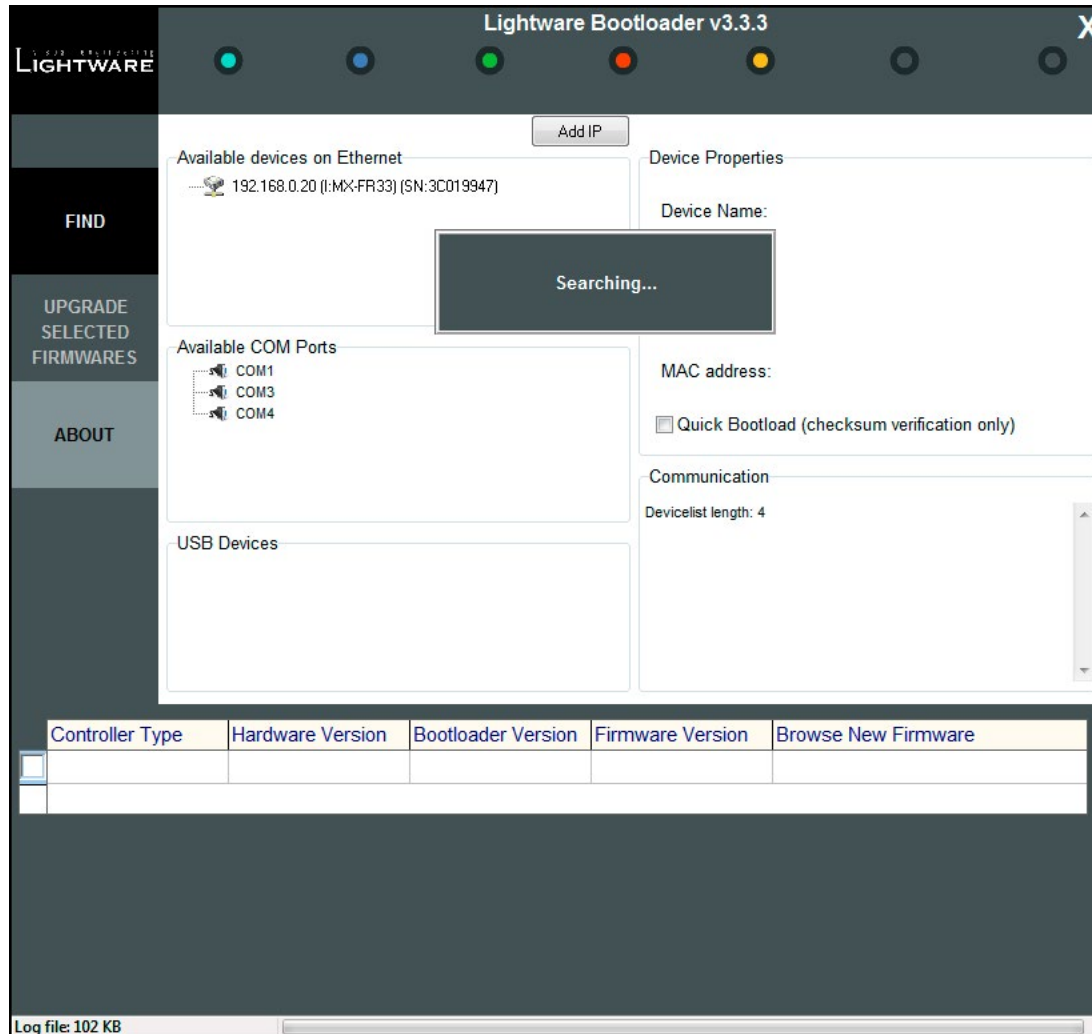 Lightware Bootloader v3.3.3
X
LIGHTWARE
Add IP
Available devices on Ethernet
192.168.0.20 (I:MX-FR33) (SN:3C019947)
Device Properties
Device Name:
FIND
Searching...
UPGRADE
SELECTED
FIRMWARES
Available COM Ports
COM1
COM3
COM4
MAC address:
ABOUT
Quick Bootload (checksum verification only)
Communication
Devicelist length: 4
USB Devices
Controller Type
Hardware Version
Bootloader Version
Firmware Version
Browse New Firmware
Log file: 102 KB